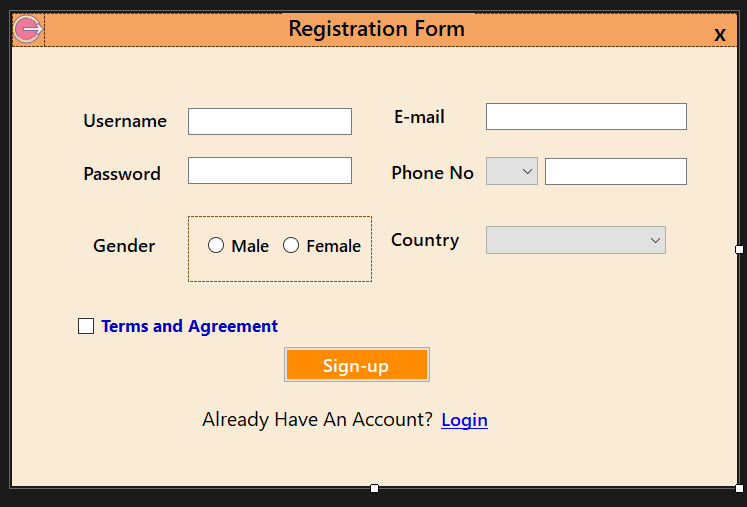 Registration Form
x
Username
E-mail
Password
Phone No
Gender
Male
Female
Country
Terms and Agreement
Sign-up
Already Have An Account? Login